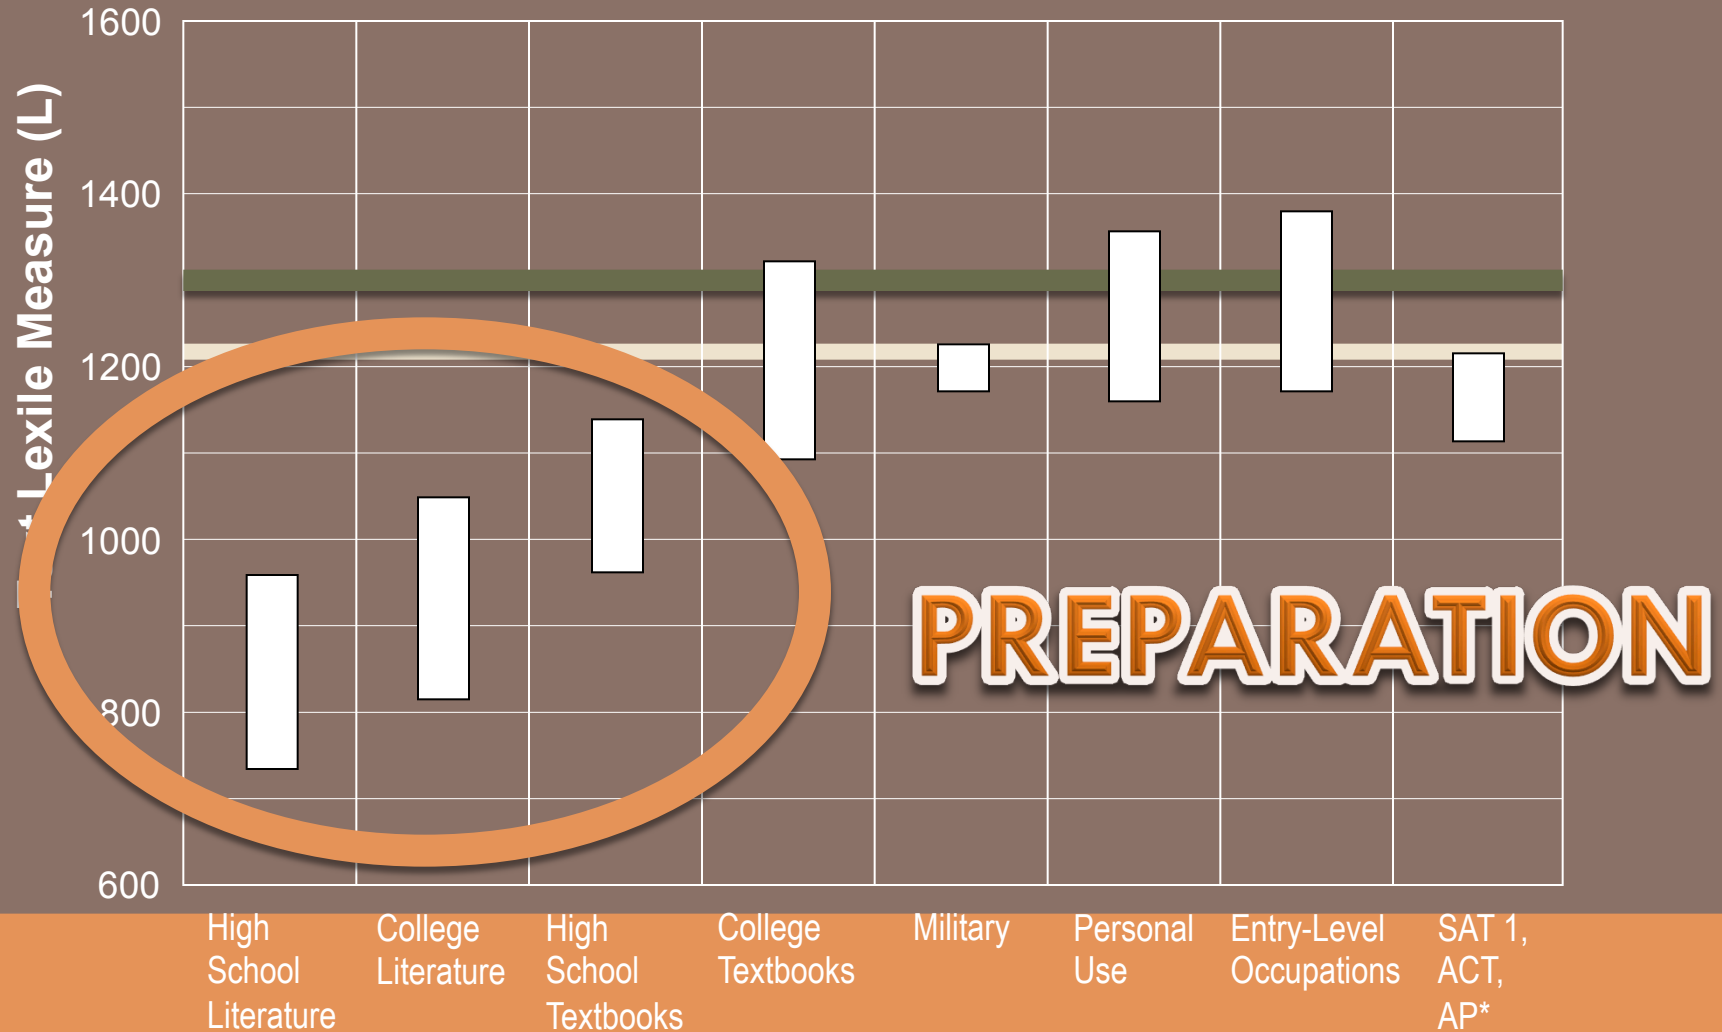 1600
1400
1200
1000
800
600
Lexile Measure (L)
PREPARATION
High
School
Literature
College
Literature
High
School
Textbooks
College
Textbooks
Military
Personal
Use
Entry-Level
Occupations
SAT 1,
ACT,
AP*